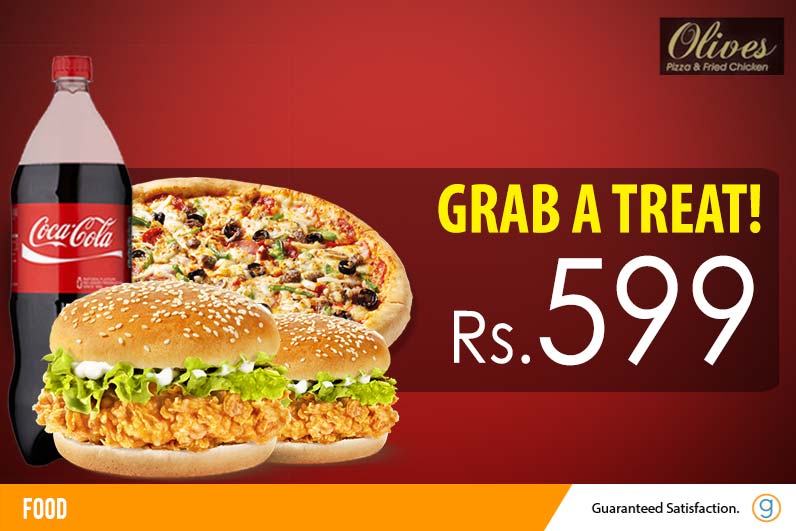 Olives
Pizza & Fried Chicken
Coca-Cola
GRAB A TREAT!
Rs.599
FOOD
Guaranteed Satisfaction.
g